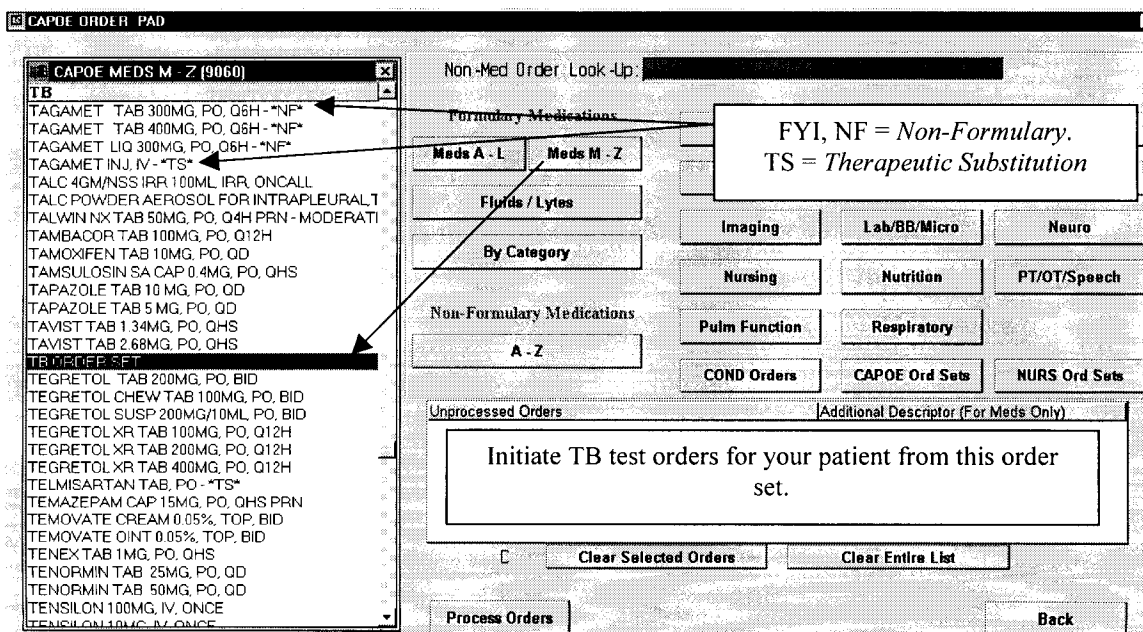 CAPOE ORDER PAD
CAPOE MEDS M - Z (9060)
TB
TAGAMET TAB 300MG, PO, Q6H - *NF*
TAGAMET TAB 400MG, PO, Q6H - *NF*
TAGAMET LIQ 300MG, PO, Q6H - *NF*
TAGAMET INJ, IV - *TS*
TALC 4GM/NSS IRR 100ML, IRR, ONCALL
TALC POWDER AEROSOL FOR INTRAPLEURAL,T
TALWIN NX TAB 50MG, PO, Q4H PRN - MODERATI
TAMBACOR TAB 100MG, PO, Q12H
TAMOXIFEN TAB 10MG, PO, QD
TAMSULOSIN SA CAP 0.4MG, PO, QHS
TAPAZOLE TAB 10 MG, PO, QD
TAPAZOLE TAB 5 MG, PO, QD
TAVIST TAB 1.34MG, PO, QHS
TAVIST TAB 2.68MG, PO, QHS
TB ORDER SET
TEGRETOL TAB 200MG, PO, BID
TEGRETOL CHEW TAB 100MG, PO, BID
TEGRETOL SUSP 200MG/10ML, PO, BID
TEGRETOL XR TAB 100MG, PO, Q12H
TEGRETOL XR TAB 200MG, PO, Q12H
TEGRETOL XR TAB 400MG, PO, Q12H
TELMISARTAN TAB, PO - *TS*
TEMAZEPAM CAP 15MG, PO, QHS PRN
TEMOVATE CREAM 0.05%, TOP, BID
TEMOVATE OINT 0.05%, TOP, BID
TENEX TAB 1MG, PO, QHS
TENORMIN TAB 25MG, PO, QD
TENORMIN TAB 50MG, PO, QD
TENSILON 100MG, IV, ONCE
TENSILON 10MG, IV, ONCE
Non-Med Order Look-Up:
Formulary Medications
Meds A - L
Meds M - Z
Fluids / Lytes
By Category
Non-Formulary Medications
A - Z
FYI, NF = Non-Formulary.
TS = Therapeutic Substitution
Imaging
Lab/BB/Micro
Neuro
Nursing
Nutrition
PT/OT/Speech
Pulm Function
Respiratory
COND Orders
CAPOE Ord Sets
NURS Ord Sets
Unprocessed Orders
Additional Descriptor (For Meds Only)
Initiate TB test orders for your patient from this order
set.
C
Clear Selected Orders
Clear Entire List
Process Orders
Back